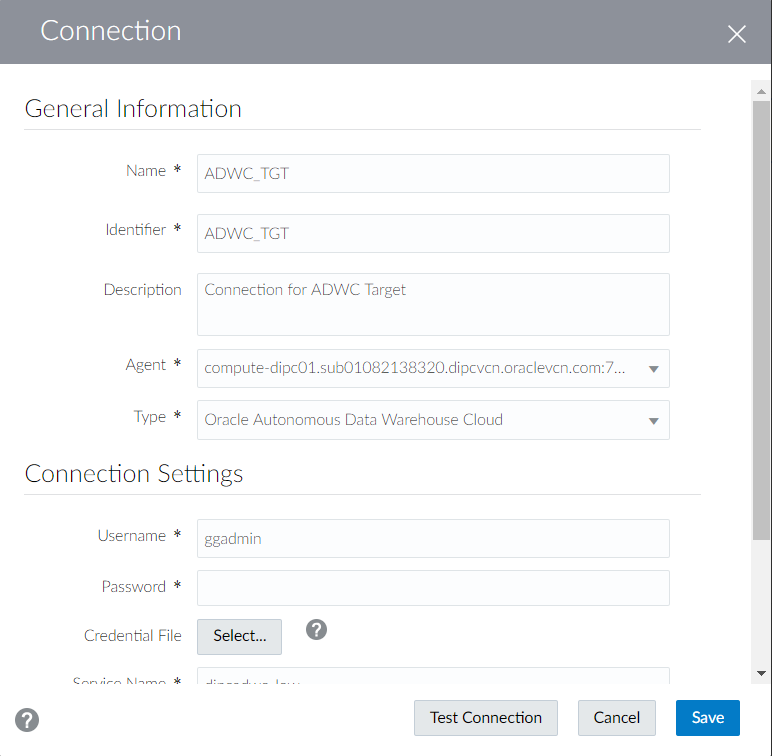 Connection
General Information
Name *
ADWC_TGT
Identifier *
ADWC_TGT
Description
Connection for ADWC Target
Agent *
compute-dipc01.sub01082138320.dipcvcn.oraclevcn.com:7...
Type *
Oracle Autonomous Data Warehouse Cloud
Connection Settings
Username *
ggadmin
Password *
Credential File
Select...
?
Service Name *
?
Test Connection
Cancel
Save